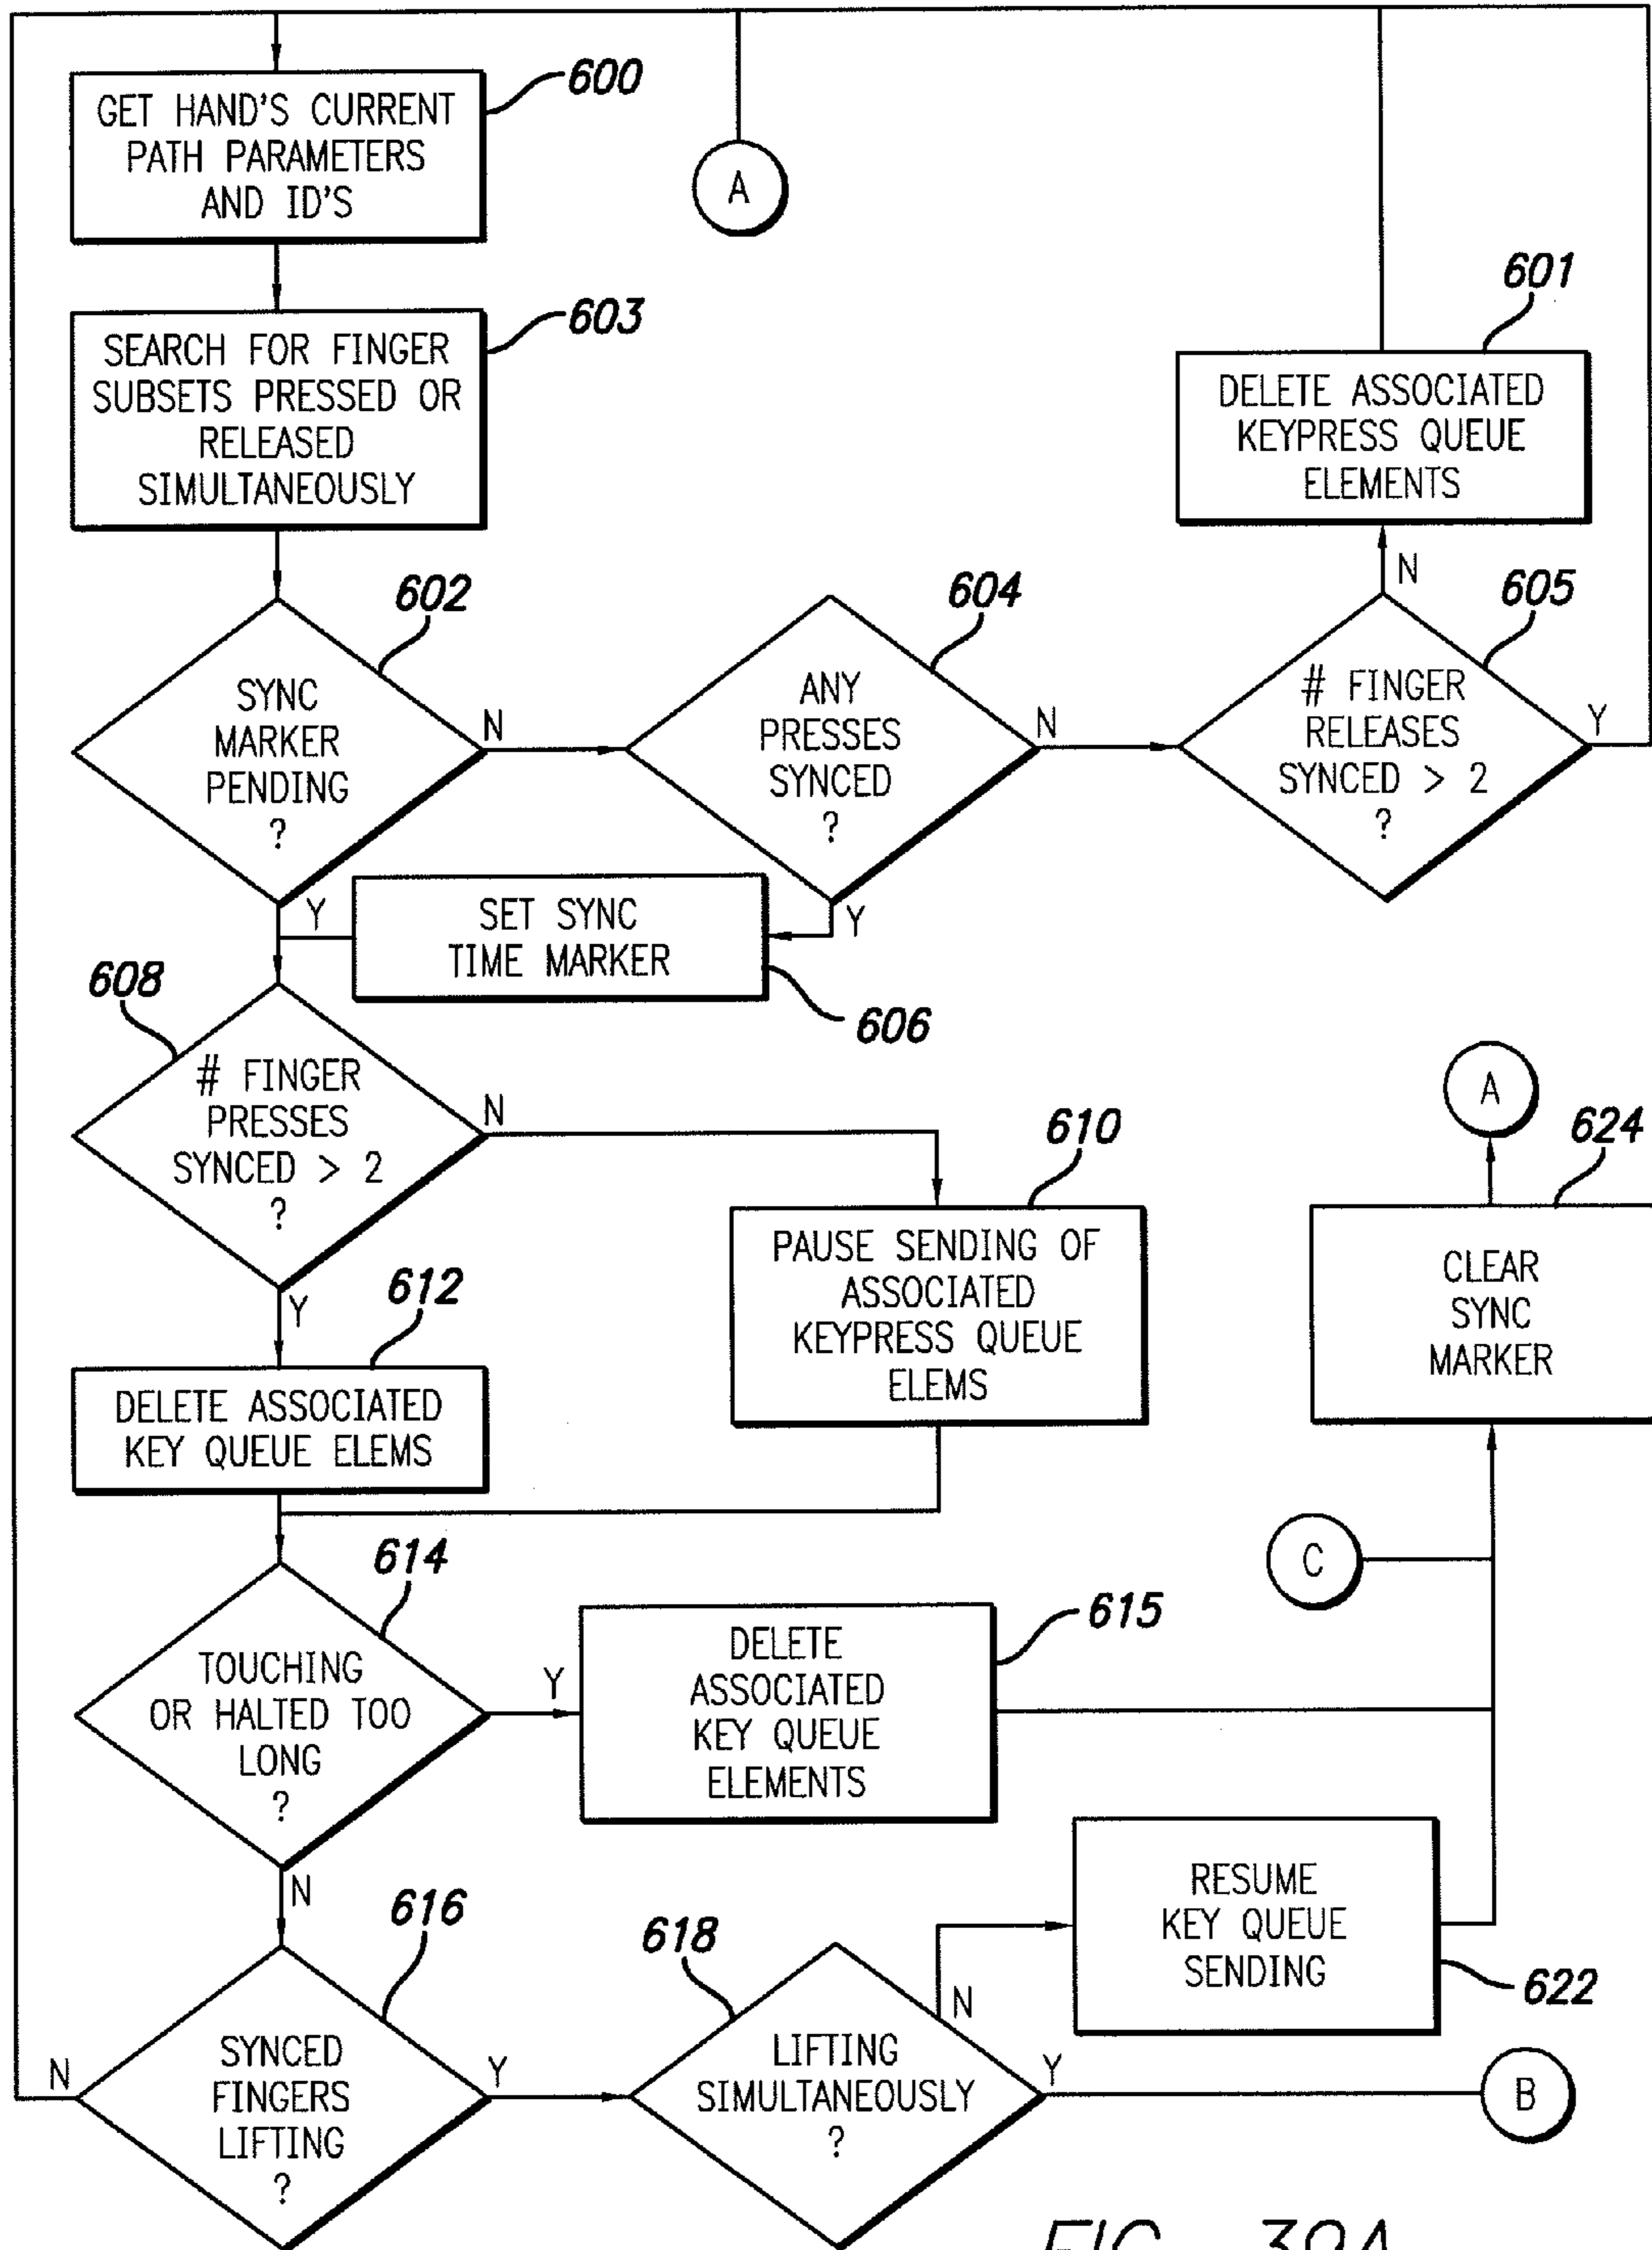 600
GET HAND'S CURRENT
PATH PARAMETERS
AND ID'S
A
603
SEARCH FOR FINGER
SUBSETS PRESSED OR
RELEASED
SIMULTANEOUSLY
601
DELETE ASSOCIATED
KEYPRESS QUEUE
ELEMENTS
N
602
SYNC
MARKER
PENDING
?
N
Y
604
ANY
PRESSES
SYNCED
?
N
Y
605
# FINGER
RELEASES
SYNCED > 2
?
Y
SET SYNC
TIME MARKER
606
608
# FINGER
PRESSES
SYNCED > 2
?
N
Y
610
PAUSE SENDING OF
ASSOCIATED
KEYPRESS QUEUE
ELEMS
A
624
CLEAR
SYNC
MARKER
612
DELETE ASSOCIATED
KEY QUEUE ELEMS
C
614
TOUCHING
OR HALTED TOO
LONG
?
Y
N
615
DELETE
ASSOCIATED
KEY QUEUE
ELEMENTS
RESUME
KEY QUEUE
SENDING
622
616
N
SYNCED
FINGERS
LIFTING
?
Y
618
N
LIFTING
SIMULTANEOUSLY
?
Y
B
FIG. 39A